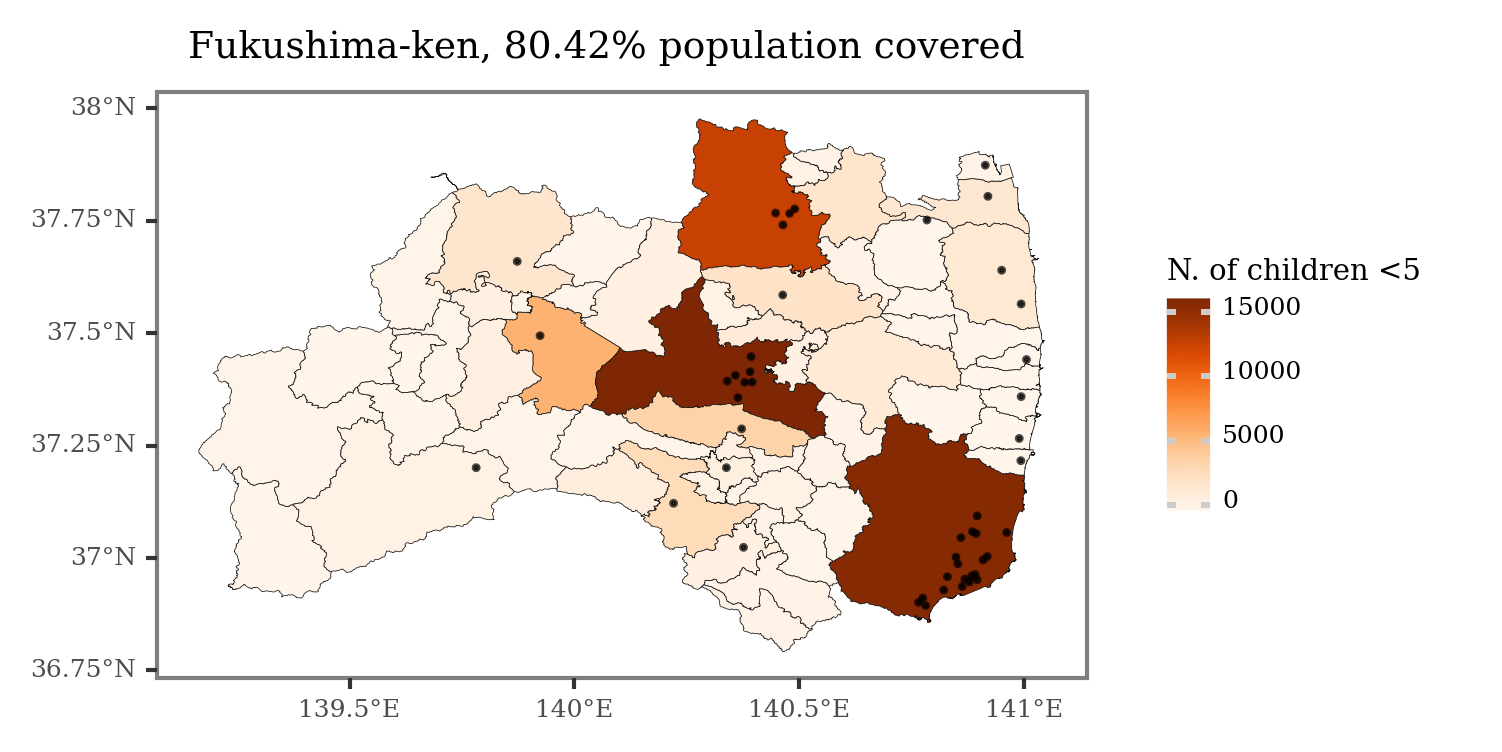 Fukushima-ken, 80.42% population covered
38°N
37.75°N
37.5°N
37.25°N
37°N
36.75°N
139.5°E
140°E
140.5°E
141°E
N. of children <5
15000
10000
5000
0